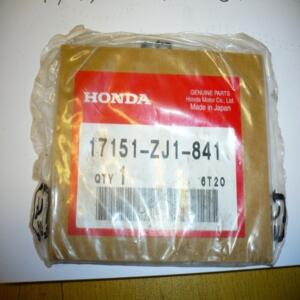 HONDA
GENUINE PARTS
Honda Motor Co., Ltd.
Made in Japan
17151-ZJ1-841
QTY 1 6T20